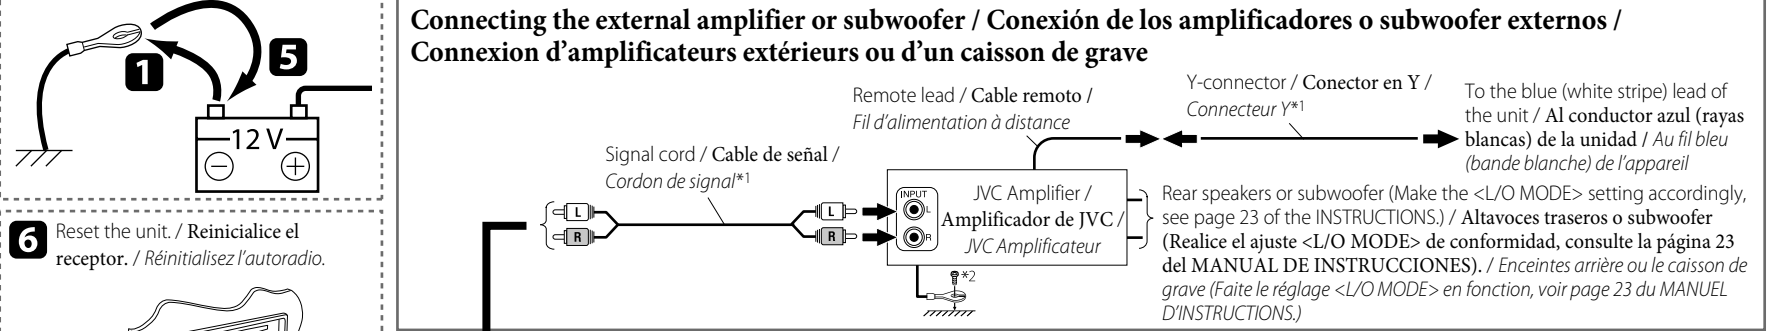 1
5
12 V
6
Reset the unit. / Reinicialice el
receptor. / Réinitialisez l'autoradio.
Connecting the external amplifier or subwoofer / Conexión de los amplificadores o subwoofer externos /
Connexion d'amplificateurs extérieurs ou d'un caisson de grave
Remote lead / Cable remoto /
Fil d'alimentation à distance
Y-connector / Conector en Y /
Connecteur Y*1
To the blue (white stripe) lead of
the unit / Al conductor azul (rayas
blancas) de la unidad / Au fil bleu
(bande blanche) de l'appareil
Signal cord / Cable de señal /
Cordon de signal*1
L
R
L
R
INPUT
L
R
JVC Amplifier /
Amplificador de JVC /
JVC Amplificateur
*2
Rear speakers or subwoofer (Make the <L/O MODE> setting accordingly,
see page 23 of the INSTRUCTIONS.) / Altavoces traseros o subwoofer
(Realice el ajuste <L/O MODE> de conformidad, consulte la página 23
del MANUAL DE INSTRUCCIONES). / Enceintes arrière ou le caisson de
grave (Faite le réglage <L/O MODE> en fonction, voir page 23 du MANUEL
D'INSTRUCTIONS.)